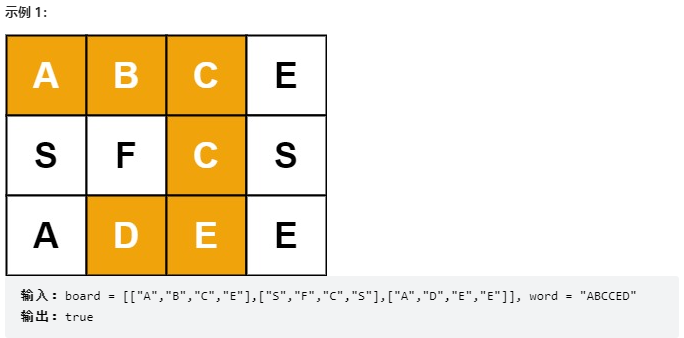 示例 1：
A B C E
S F C S
A D E E
输入：board = [["A","B","C","E"],["S","F","C","S"],["A","D","E","E"]], word = "ABCCED"
输出：true